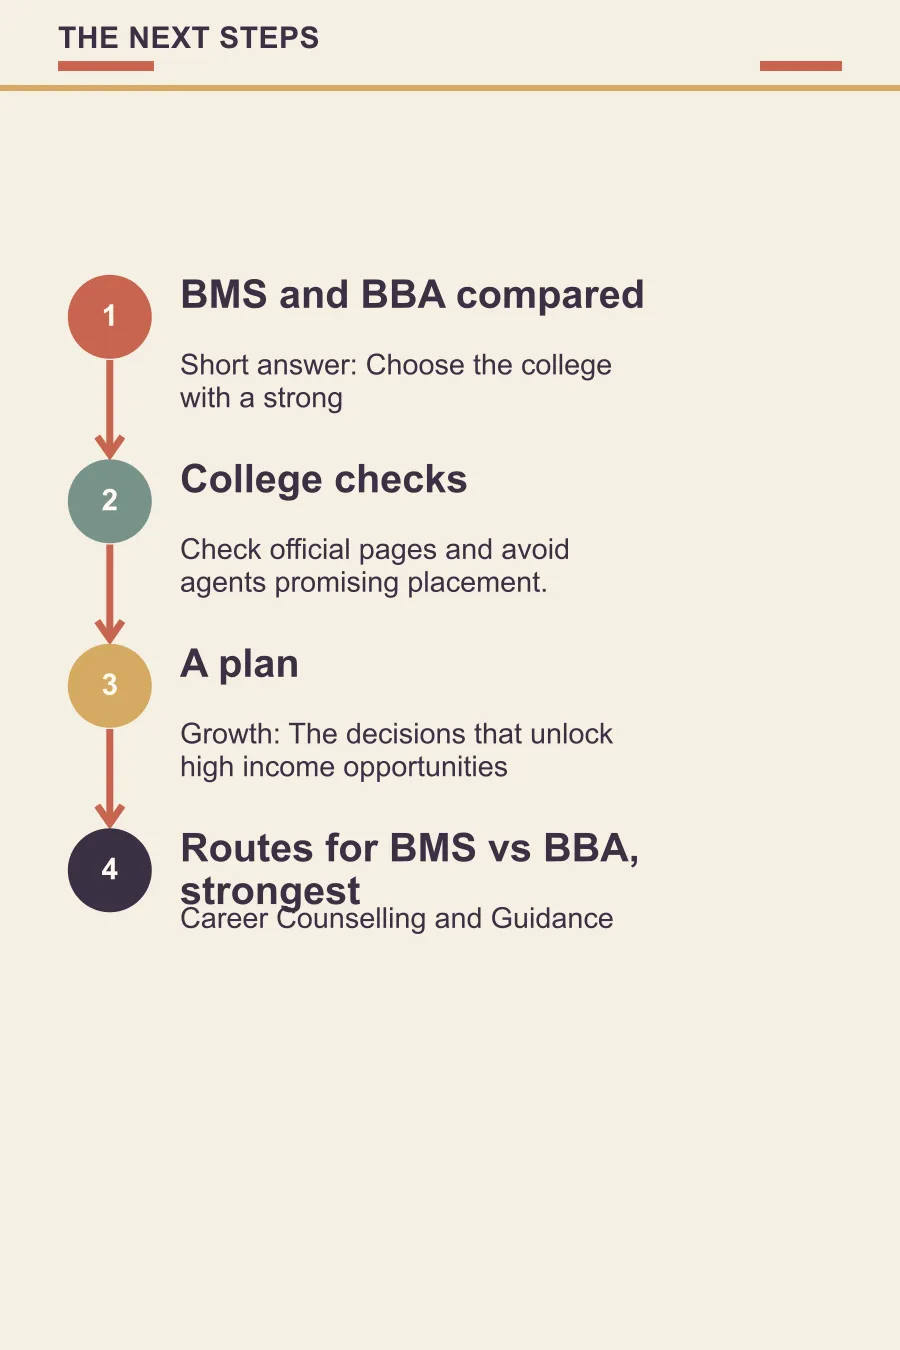 THE NEXT STEPS
1
BMS and BBA compared
Short answer: Choose the college
with a strong
2
College checks
Check official pages and avoid
agents promising placement.
3
A plan
Growth: The decisions that unlock
high income opportunities
4
Routes for BMS vs BBA,
strongest
Career Counselling and Guidance